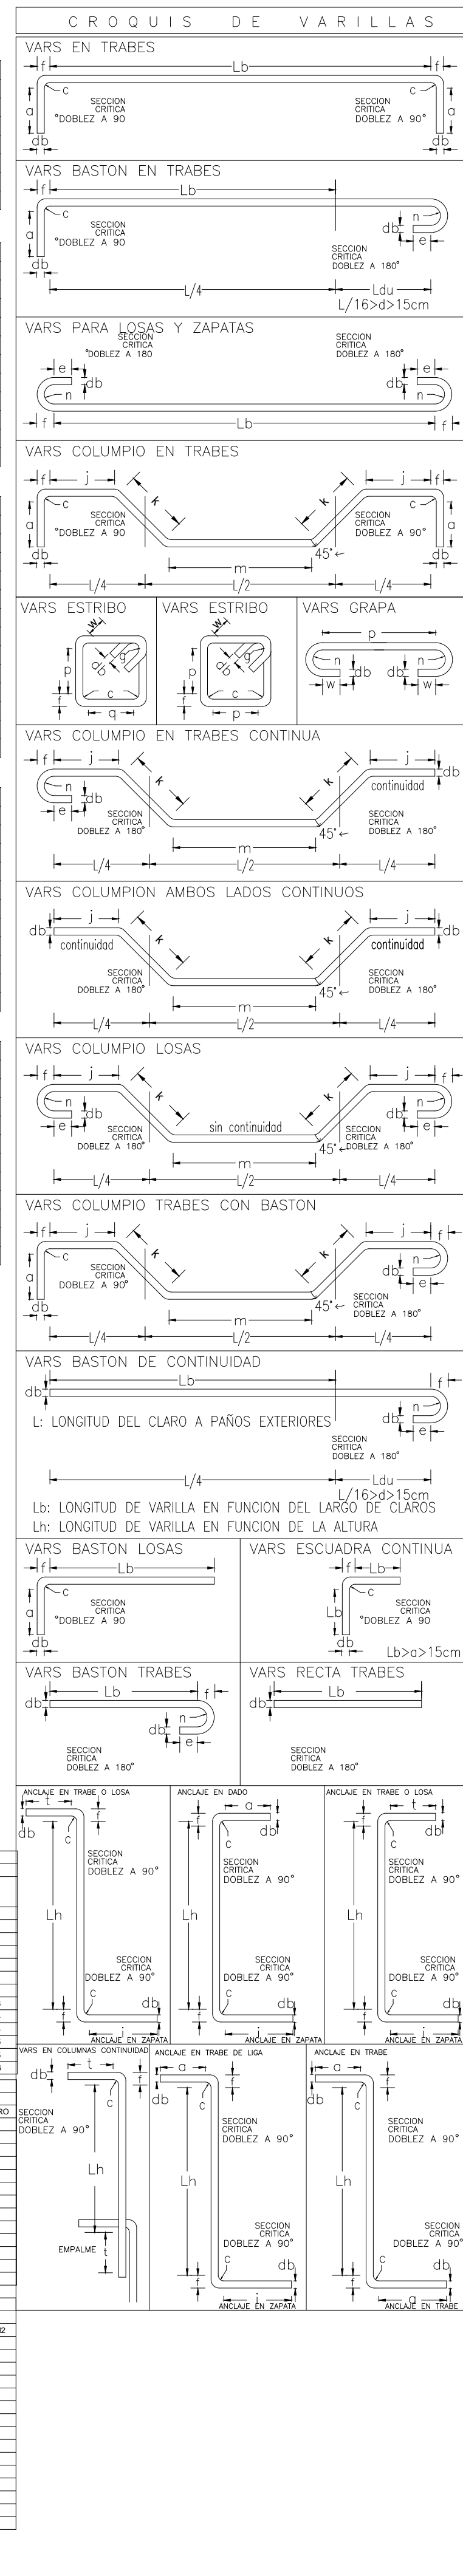 CROQUIS DE VARILLAS
VARS EN TRABES
f Lb f
c c
a SECCION CRITICA °DOBLEZ A 90 SECCION CRITICA DOBLEZ A 90° a
db db
VARS BASTON EN TRABES
f Lb
c n
a SECCION CRITICA °DOBLEZ A 90 db
e
db SECCION CRITICA DOBLEZ A 180°
L/4 Ldu
L/16>d>15cm
VARS PARA LOSAS Y ZAPATAS
SECCION CRITICA °DOBLEZ A 180 SECCION CRITICA DOBLEZ A 180°
e db db e
n n
f Lb f
VARS COLUMPIO EN TRABES
f j k k j f
c c
a SECCION CRITICA °DOBLEZ A 90 SECCION CRITICA DOBLEZ A 90° a
db m 45° db
L/4 L/2 L/4
VARS ESTRIBO
w
p db g
c
f q
VARS ESTRIBO
w
p db g
c
f p
VARS GRAPA
p
n n
db db
w w
VARS COLUMPIO EN TRABES CONTINUA
f j k k j
db
n continuidad
db
e SECCION CRITICA DOBLEZ A 180° SECCION CRITICA DOBLEZ A 180°
m 45°
L/4 L/2 L/4
VARS COLUMPION AMBOS LADOS CONTINUOS
j k k j
db db
continuidad continuidad
SECCION CRITICA DOBLEZ A 180° SECCION CRITICA DOBLEZ A 180°
m 45°
L/4 L/2 L/4
VARS COLUMPIO LOSAS
f j k k j f
n n
db db
e SECCION CRITICA DOBLEZ A 180° sin continuidad SECCION CRITICA DOBLEZ A 180° e
m 45°
L/4 L/2 L/4
VARS COLUMPIO TRABES CON BASTON
f j k k j f
c n
a SECCION CRITICA DOBLEZ A 90° db
e
db m 45° SECCION CRITICA DOBLEZ A 180°
L/4 L/2 L/4
VARS BASTON DE CONTINUIDAD
Lb f
db
n
L: LONGITUD DEL CLARO A PAÑOS EXTERIORES db
e
SECCION CRITICA DOBLEZ A 180°
L/4 Ldu
L/16>d>15cm
Lb: LONGITUD DE VARILLA EN FUNCION DEL LARGO DE CLAROS
Lh: LONGITUD DE VARILLA EN FUNCION DE LA ALTURA
VARS BASTON LOSAS
f Lb
c
a SECCION CRITICA °DOBLEZ A 90
db
VARS ESCUADRA CONTINUA
f Lb
c
Lb SECCION CRITICA °DOBLEZ A 90
db
Lb>a>15cm
VARS BASTON TRABES
Lb f
db
n
db
e
SECCION CRITICA DOBLEZ A 180°
VARS RECTA TRABES
Lb
db
SECCION CRITICA DOBLEZ A 180°
ANCLAJE EN TRABE O LOSA
t
db f
c
SECCION CRITICA DOBLEZ A 90°
Lh
SECCION CRITICA DOBLEZ A 90°
c db
f
i
ANCLAJE EN ZAPATA
ANCLAJE EN DADO
a
f db
c
SECCION CRITICA DOBLEZ A 90°
Lh
SECCION CRITICA DOBLEZ A 90°
c db
f
i
ANCLAJE EN ZAPATA
ANCLAJE EN TRABE O LOSA
t
f db
c
SECCION CRITICA DOBLEZ A 90°
Lh
SECCION CRITICA DOBLEZ A 90°
c db
f
i
ANCLAJE EN ZAPATA
VARS EN COLUMNAS CONTINUIDAD
t
db f
c
SECCION CRITICA DOBLEZ A 90°
Lh
EMPALME t
ANCLAJE EN TRABE DE LIGA
a
db f
c
SECCION CRITICA DOBLEZ A 90°
Lh
SECCION CRITICA DOBLEZ A 90°
c db
f
i
ANCLAJE EN ZAPATA
ANCLAJE EN TRABE
a
db f
c
SECCION CRITICA DOBLEZ A 90°
Lh
SECCION CRITICA DOBLEZ A 90°
c db
f
a
ANCLAJE EN TRABE